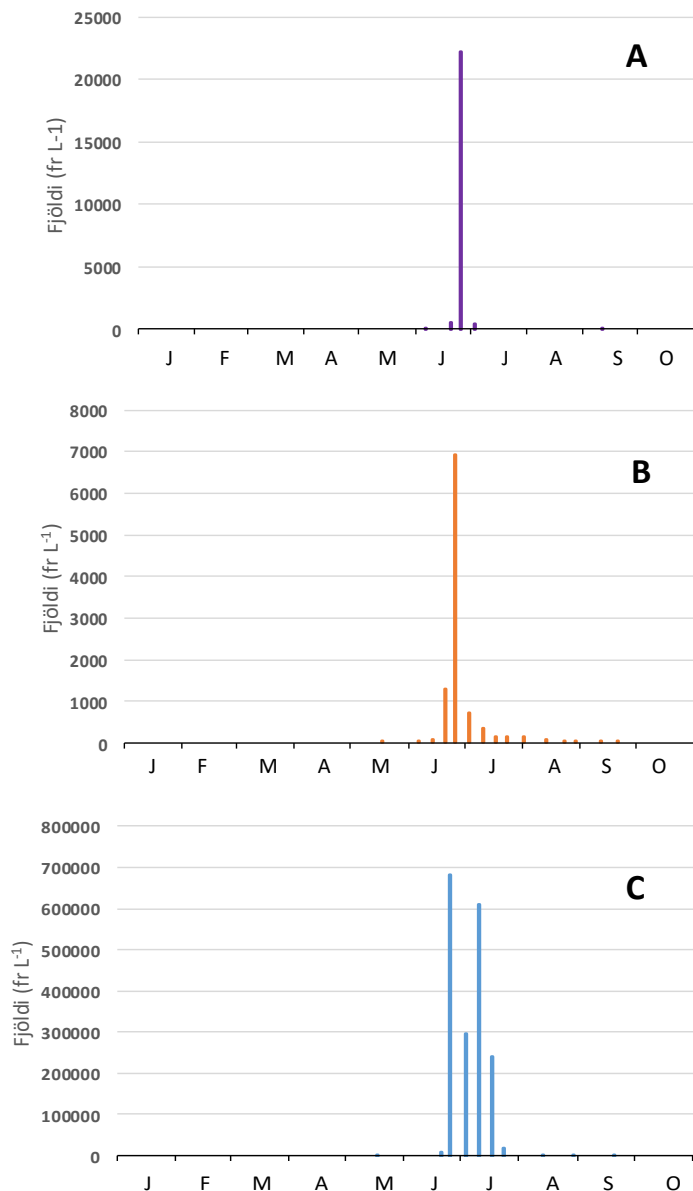 25000
A
20000
15000
10000
5000
0
Fjöldi (fr L-1)
J F M A M J J A S O
8000
B
7000
6000
5000
4000
3000
2000
1000
0
Fjöldi (fr L⁻¹)
J F M A M J J A S O
800000
C
700000
600000
500000
400000
300000
200000
100000
0
Fjöldi (fr L⁻¹)
J F M A M J J A S O